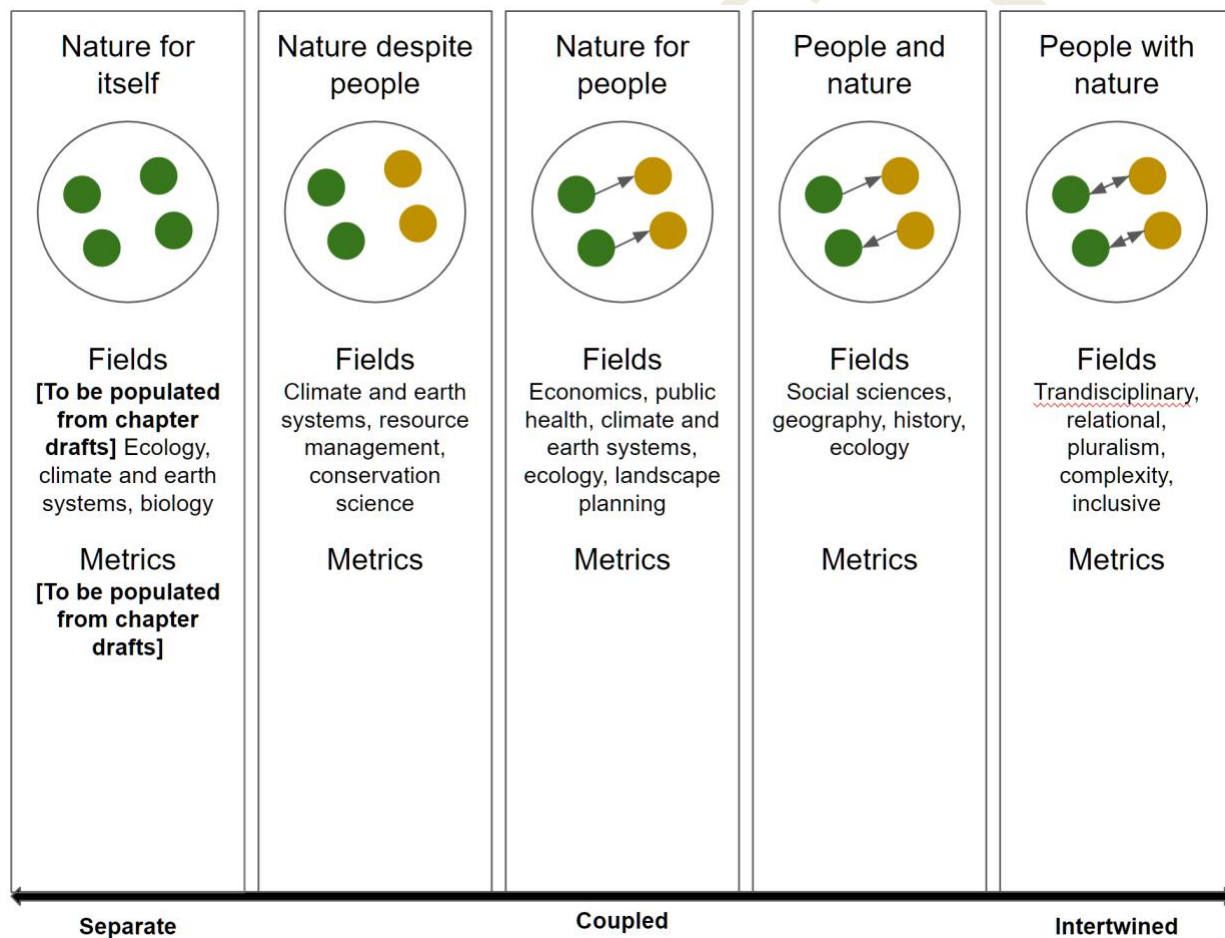 Nature for
itself
Fields
[To be populated
from chapter
drafts] Ecology,
climate and earth
systems, biology
Metrics
[To be populated
from chapter
drafts]
Nature despite
people
Fields
Climate and earth
systems, resource
management,
conservation
science
Metrics
Nature for
people
Fields
Economics, public
health, climate and
earth systems,
ecology, landscape
planning
Metrics
People and
nature
Fields
Social sciences,
geography, history,
ecology
Metrics
People with
nature
Fields
Trandisciplinary,
relational,
pluralism,
complexity,
inclusive
Metrics
Separate
Coupled
Intertwined